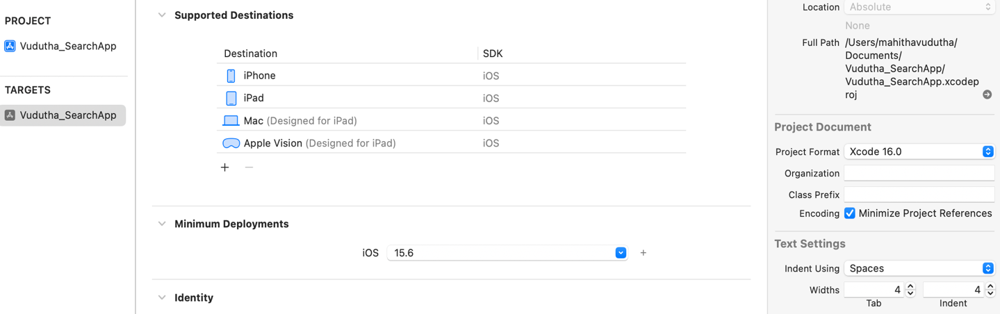 PROJECT
Vudutha_SearchApp
TARGETS
Vudutha_SearchApp
Supported Destinations
Destination SDK
iPhone iOS
iPad iOS
Mac (Designed for iPad) iOS
Apple Vision (Designed for iPad) iOS
Minimum Deployments
iOS 15.6
Identity
Location Absolute
None
Full Path /Users/mahithavudutha/
Documents/
Vudutha_SearchApp/
Vudutha_SearchApp.xcodep
roj
Project Document
Project Format Xcode 16.0
Organization
Class Prefix
Encoding Minimize Project References
Text Settings
Indent Using Spaces
Widths 4 4
Tab Indent